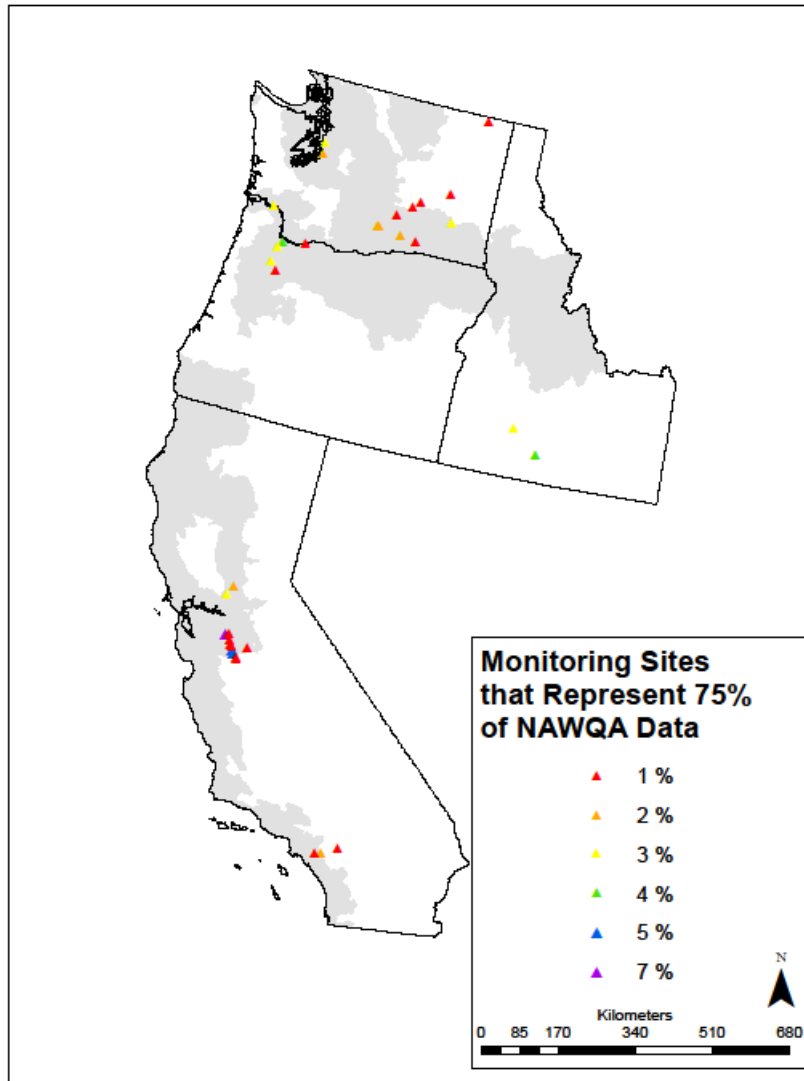 Monitoring Sites
that Represent 75%
of NAWQA Data
1 %
2 %
3 %
4 %
5 %
7 %
N
Kilometers
0 85 170 340 510 680